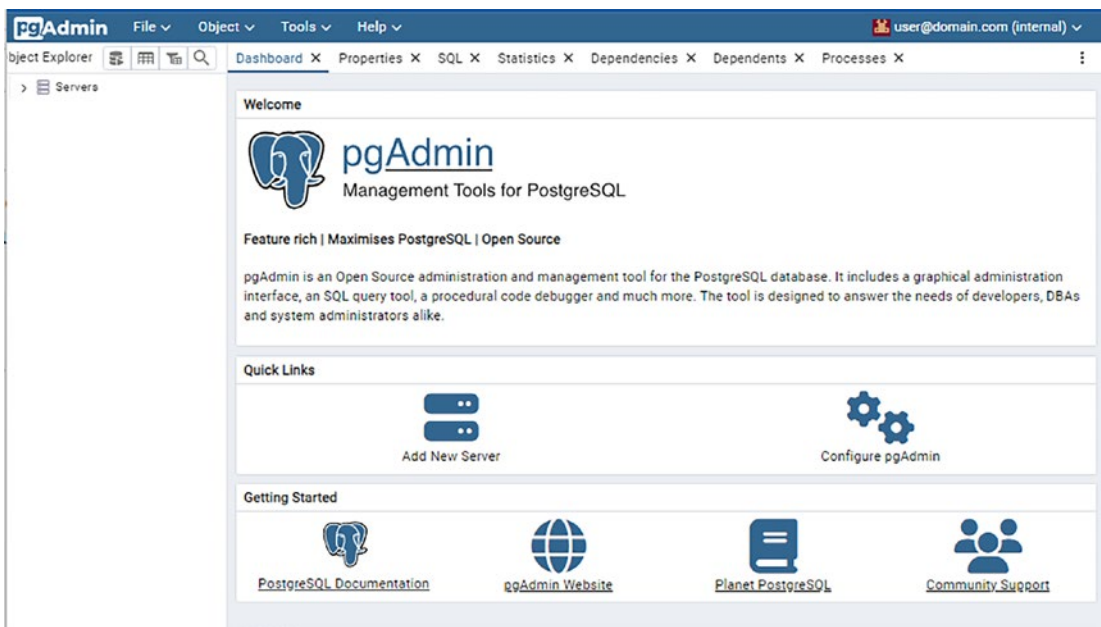 pgAdmin File Object Tools Help user@domain.com (internal)
bject Explorer Dashboard Properties SQL Statistics Dependencies Dependents Processes
Servers
Welcome
pgAdmin
Management Tools for PostgreSQL
Feature rich | Maximises PostgreSQL | Open Source
pgAdmin is an Open Source administration and management tool for the PostgreSQL database. It includes a graphical administration
interface, an SQL query tool, a procedural code debugger and much more. The tool is designed to answer the needs of developers, DBAs
and system administrators alike.
Quick Links
Add New Server Configure pgAdmin
Getting Started
PostgreSQL Documentation pgAdmin Website Planet PostgreSQL Community Support